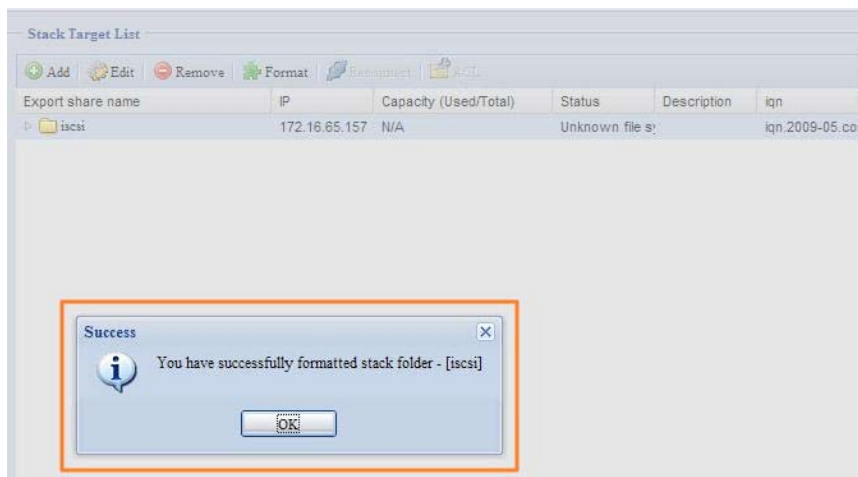 Stack Target List
Add Edit Remove Format Reconnect ACL
Export share name IP Capacity (Used/Total) Status Description iqn
iscsi 172.16.65.157 N/A Unknown file sy iqn.2009-05.co
Success
You have successfully formatted stack folder - [iscsi]
OK